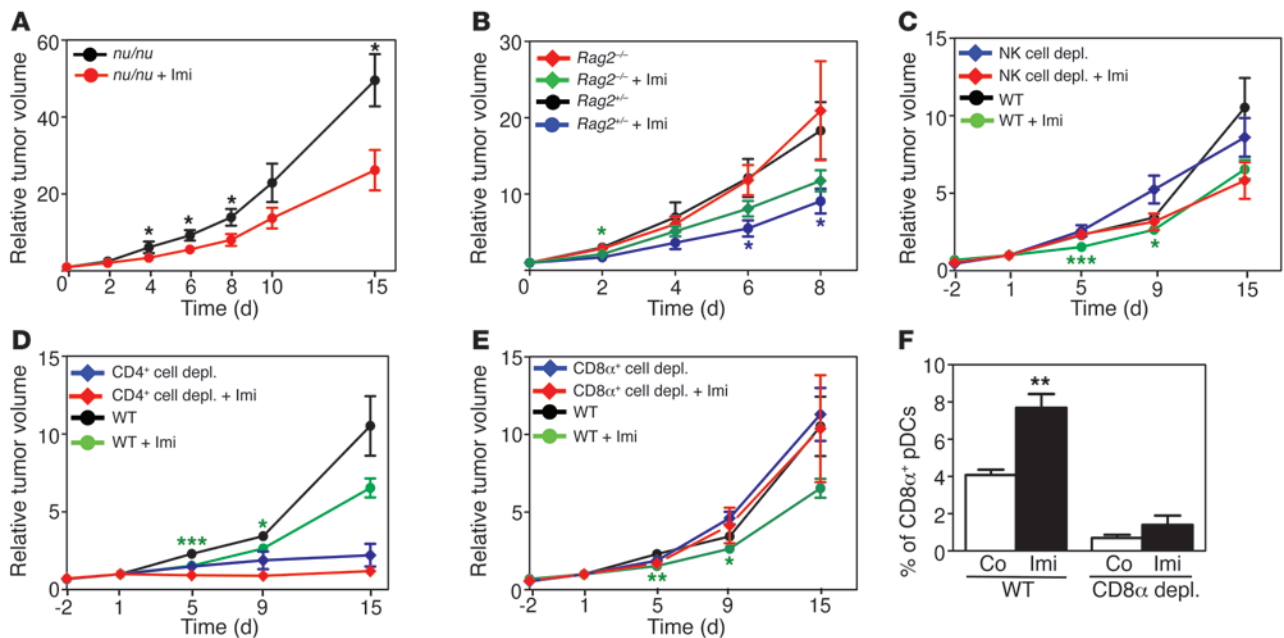 A
Relative tumor volume
60
40
20
nu/nu
nu/nu + Imi
*
*
*
*
*
0 2 4 6 8 10 15
Time (d)
B
Relative tumor volume
30
20
10
0
Rag2⁻/⁻
Rag2⁻/⁻ + Imi
Rag2⁺/⁻
Rag2⁺/⁻ + Imi
*
*
*
0 2 4 6 8
Time (d)
C
Relative tumor volume
15
10
5
0
NK cell depl.
NK cell depl. + Imi
WT
WT + Imi
***
*
-2 1 5 9 15
Time (d)
D
Relative tumor volume
15
10
5
0
CD4⁺ cell depl.
CD4⁺ cell depl. + Imi
WT
WT + Imi
***
*
-2 1 5 9 15
Time (d)
E
Relative tumor volume
15
10
5
0
CD8α⁺ cell depl.
CD8α⁺ cell depl. + Imi
WT
WT + Imi
**
*
-2 1 5 9 15
Time (d)
F
% of CD8α⁺ pDCs
10
8
6
4
2
0
**
Co Imi Co Imi
WT CD8α depl.